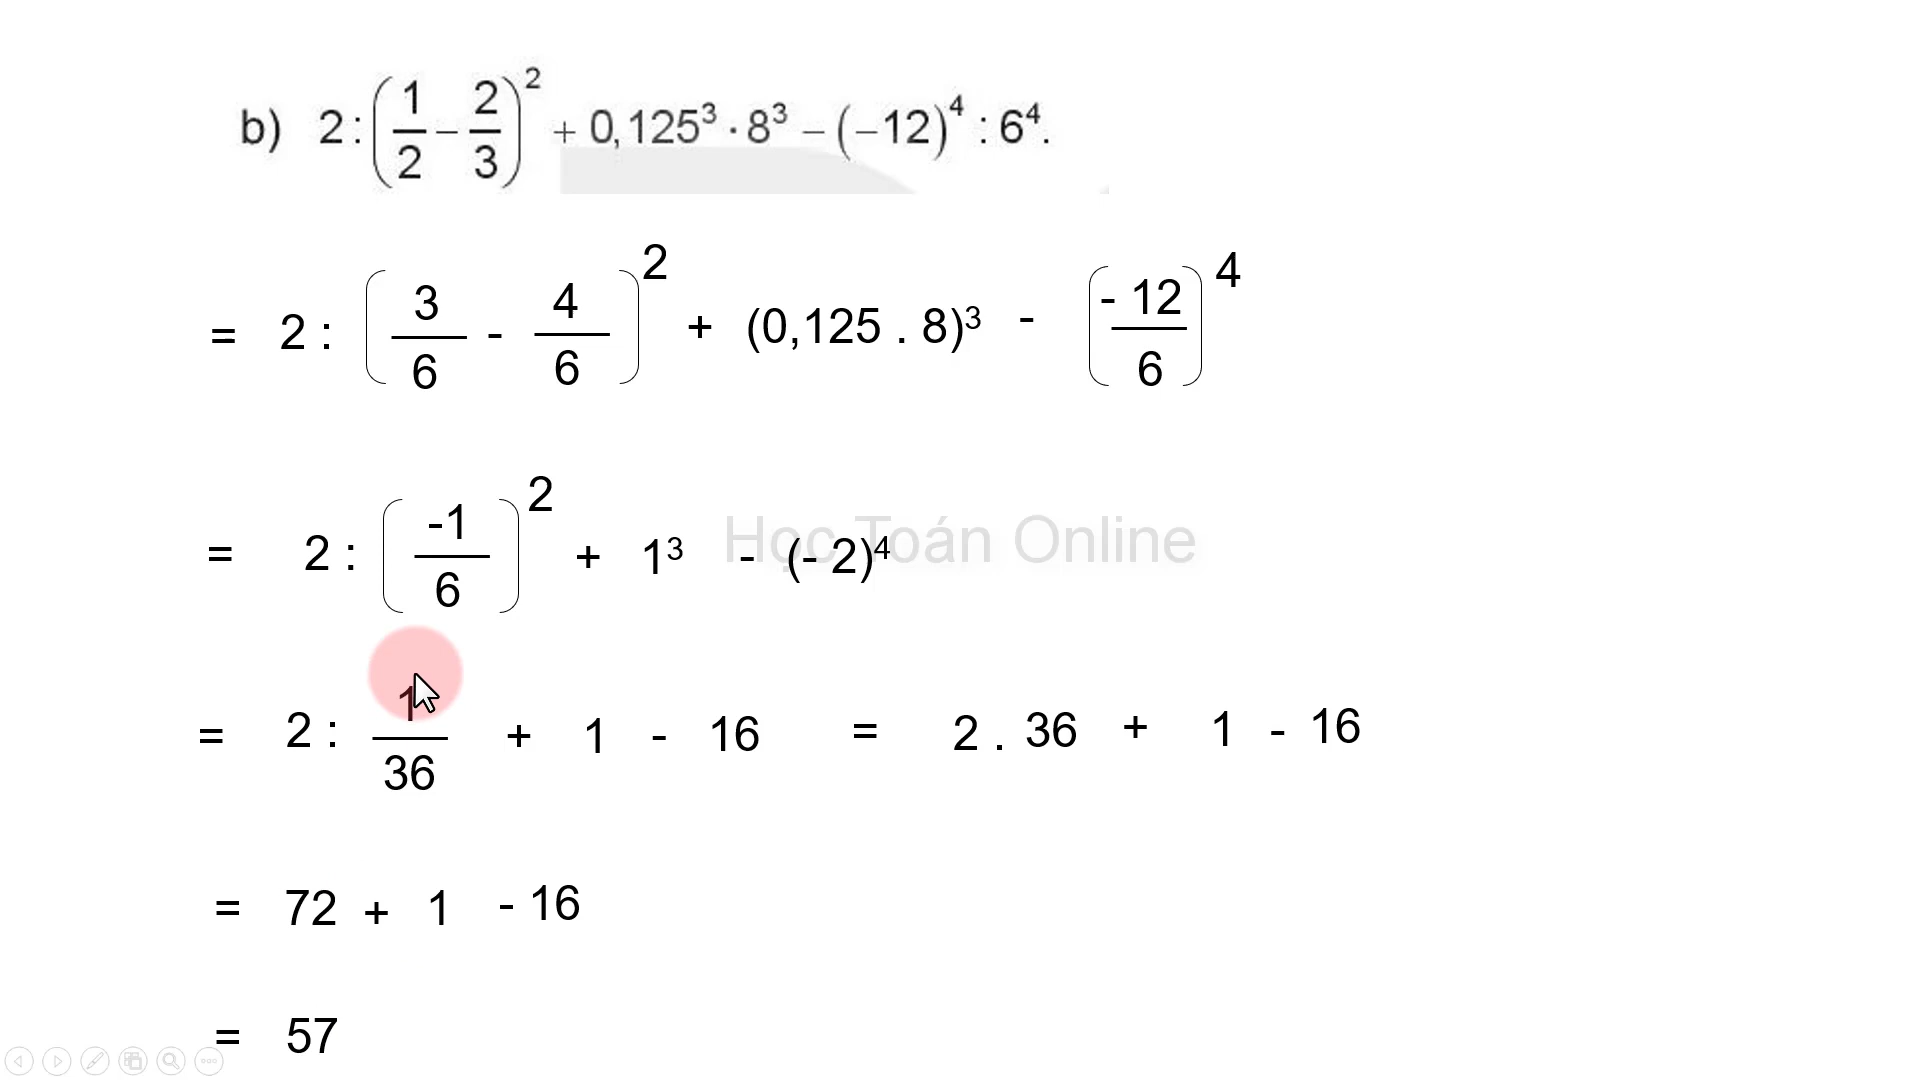 b) 2 : (1/2 − 2/3)² + 0,125³ · 8³ − (−12)⁴ : 6⁴.
= 2 : (3/6 - 4/6)² + (0,125 . 8)³ - (- 12/6)⁴
= 2 : (-1/6)² + 1³ - (- 2)⁴
Học Toán Online
= 2 : 1/36 + 1 - 16 = 2 . 36 + 1 - 16
= 72 + 1 - 16
= 57